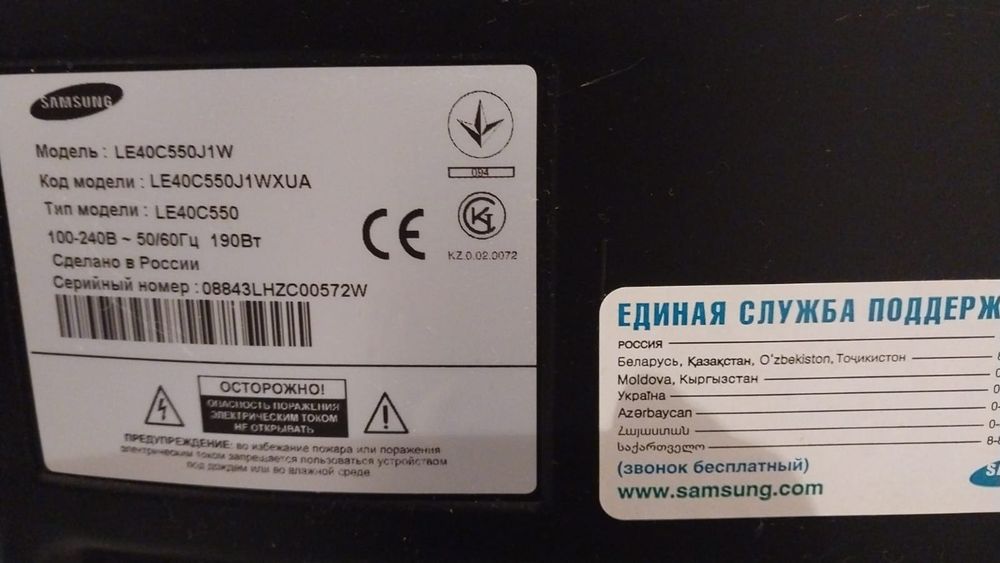 SAMSUNG
Модель : LE40C550J1W
Код модели : LE40C550J1WXUA
Тип модели : LE40C550
100-240В ~ 50/60Гц 190Вт
Сделано в России
Серийный номер : 08843LHZC00572W
094
CE
KZ.0.02.0072
ОСТОРОЖНО!
ОПАСНОСТЬ ПОРАЖЕНИЯ
ЭЛЕКТРИЧЕСКИМ ТОКОМ
НЕ ОТКРЫВАТЬ
ПРЕДУПРЕЖДЕНИЕ: во избежание пожара или поражения
электрическим током запрещается пользоваться устройством
под дождем или во влажной среде.
ЕДИНАЯ СЛУЖБА ПОДДЕРЖ
РОССИЯ
Беларусь, Қазақстан, O'zbekiston, Тоҷикистон
Moldova, Кыргызстан
Україна
Azərbaycan
Հայաստան
საქართველო
(звонок бесплатный)
www.samsung.com